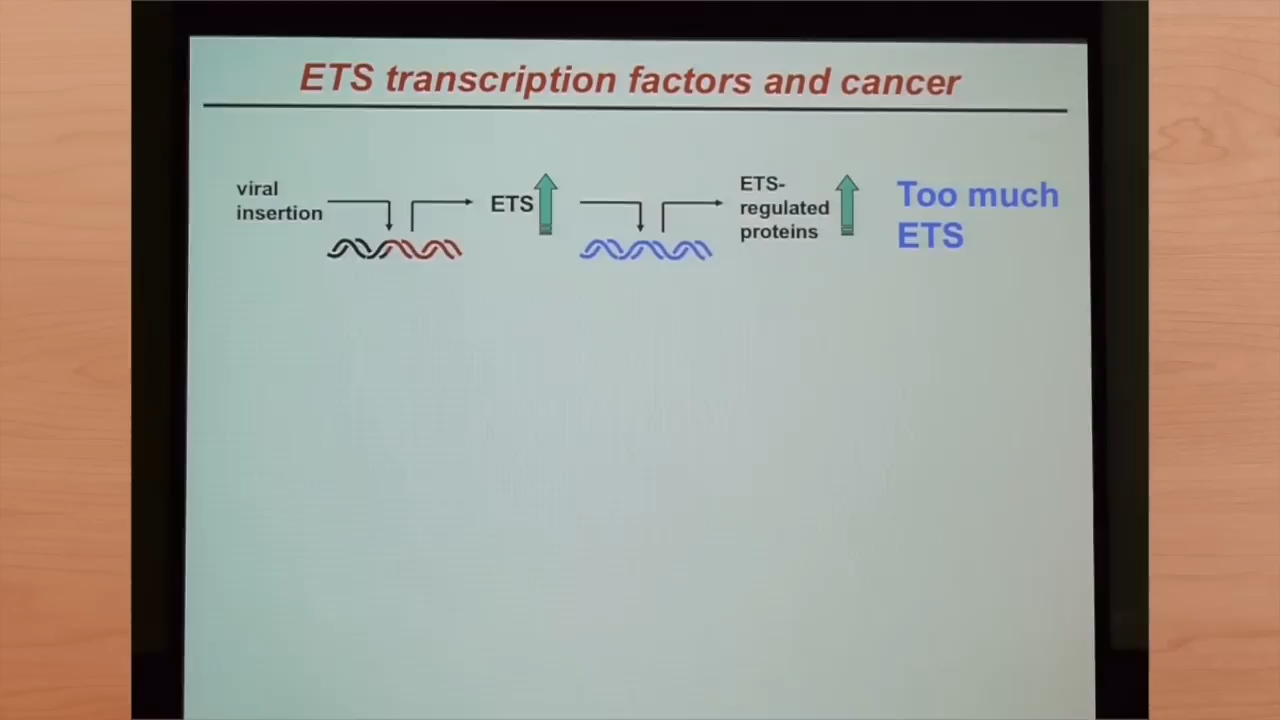 ETS transcription factors and cancer
viral
insertion
ETS
ETS-
regulated
proteins
Too much
ETS